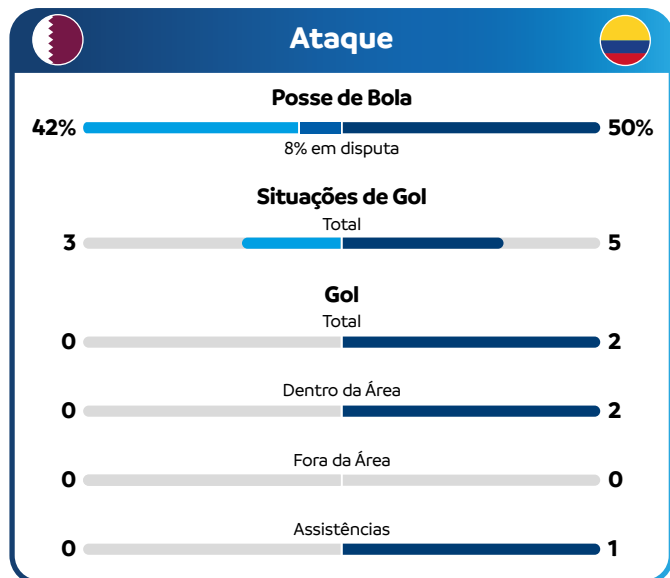 Ataque
Posse de Bola
42% 50%
8% em disputa
Situações de Gol
Total
3 5
Gol
Total
0 2
Dentro da Área
0 2
Fora da Área
0 0
Assistências
0 1